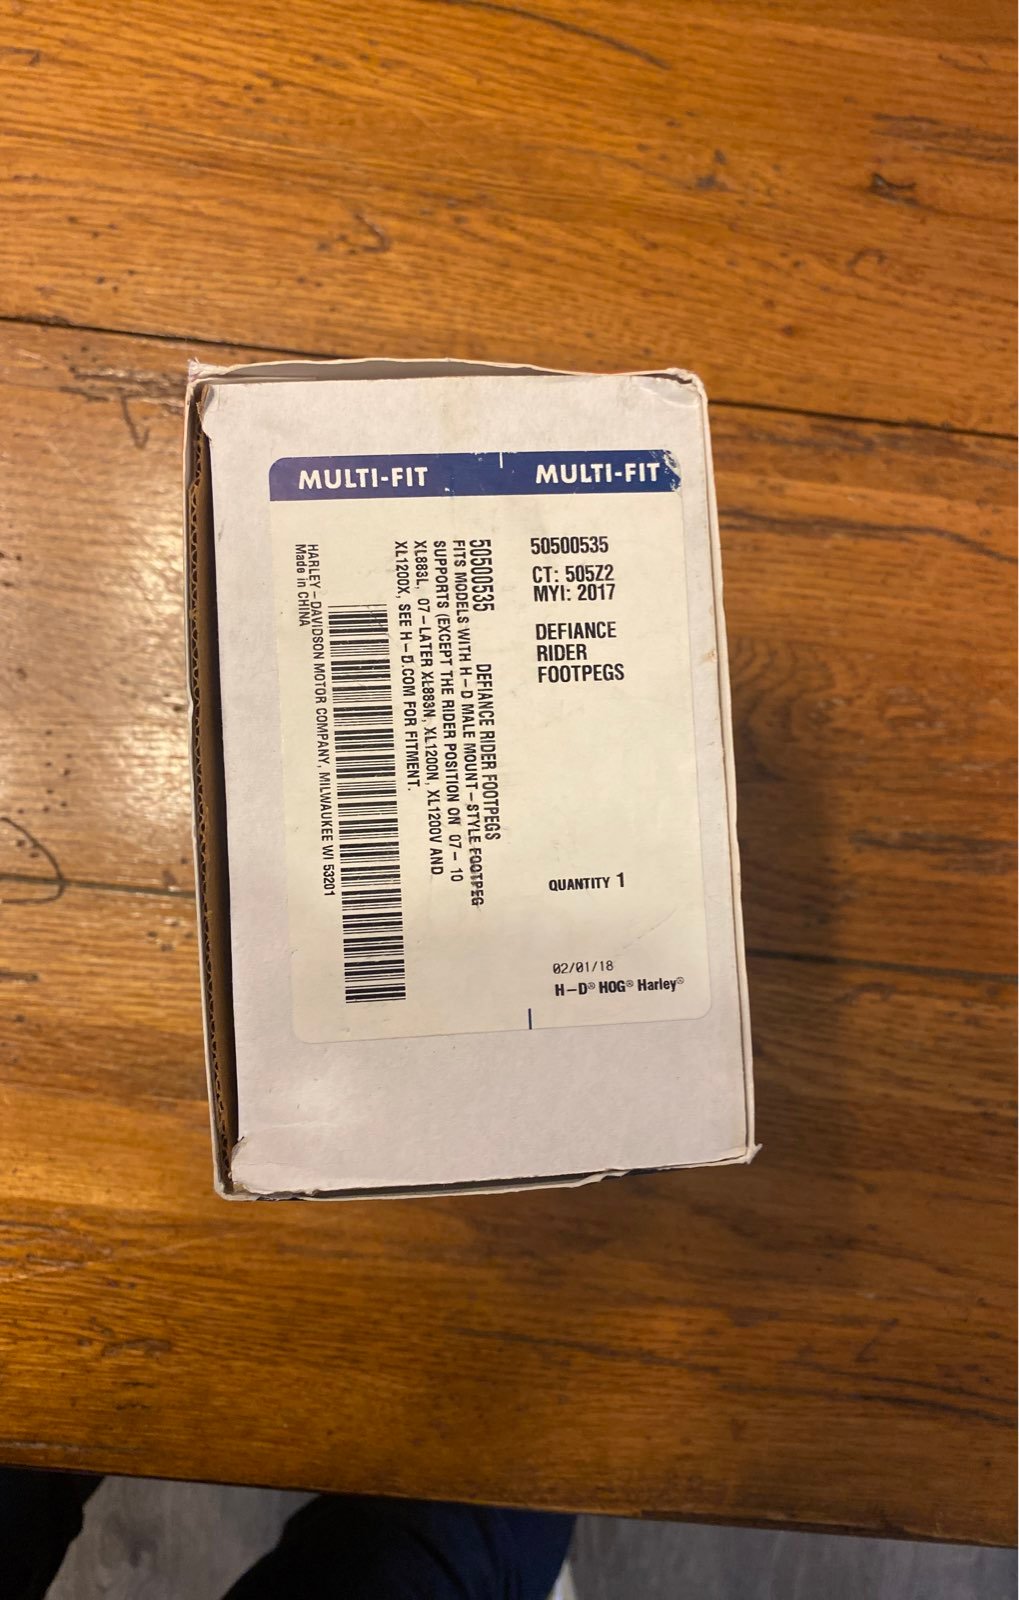 MULTI-FIT
MULTI-FIT
50500535
CT: 505Z2
MYI: 2017
DEFIANCE
RIDER
FOOTPEGS
QUANTITY 1
02/01/18
H-D® HOG® Harley®
50500535 DEFIANCE RIDER FOOTPEGS
FITS MODELS WITH H-D MALE MOUNT-STYLE FOOTPEG
SUPPORTS (EXCEPT THE RIDER POSITION ON 07-10
XL883L, 07-LATER XL883N, XL1200N, XL1200V AND
XL1200X, SEE H-D.COM FOR FITMENT.
HARLEY-DAVIDSON MOTOR COMPANY, MILWAUKEE WI 53201
Made in CHINA